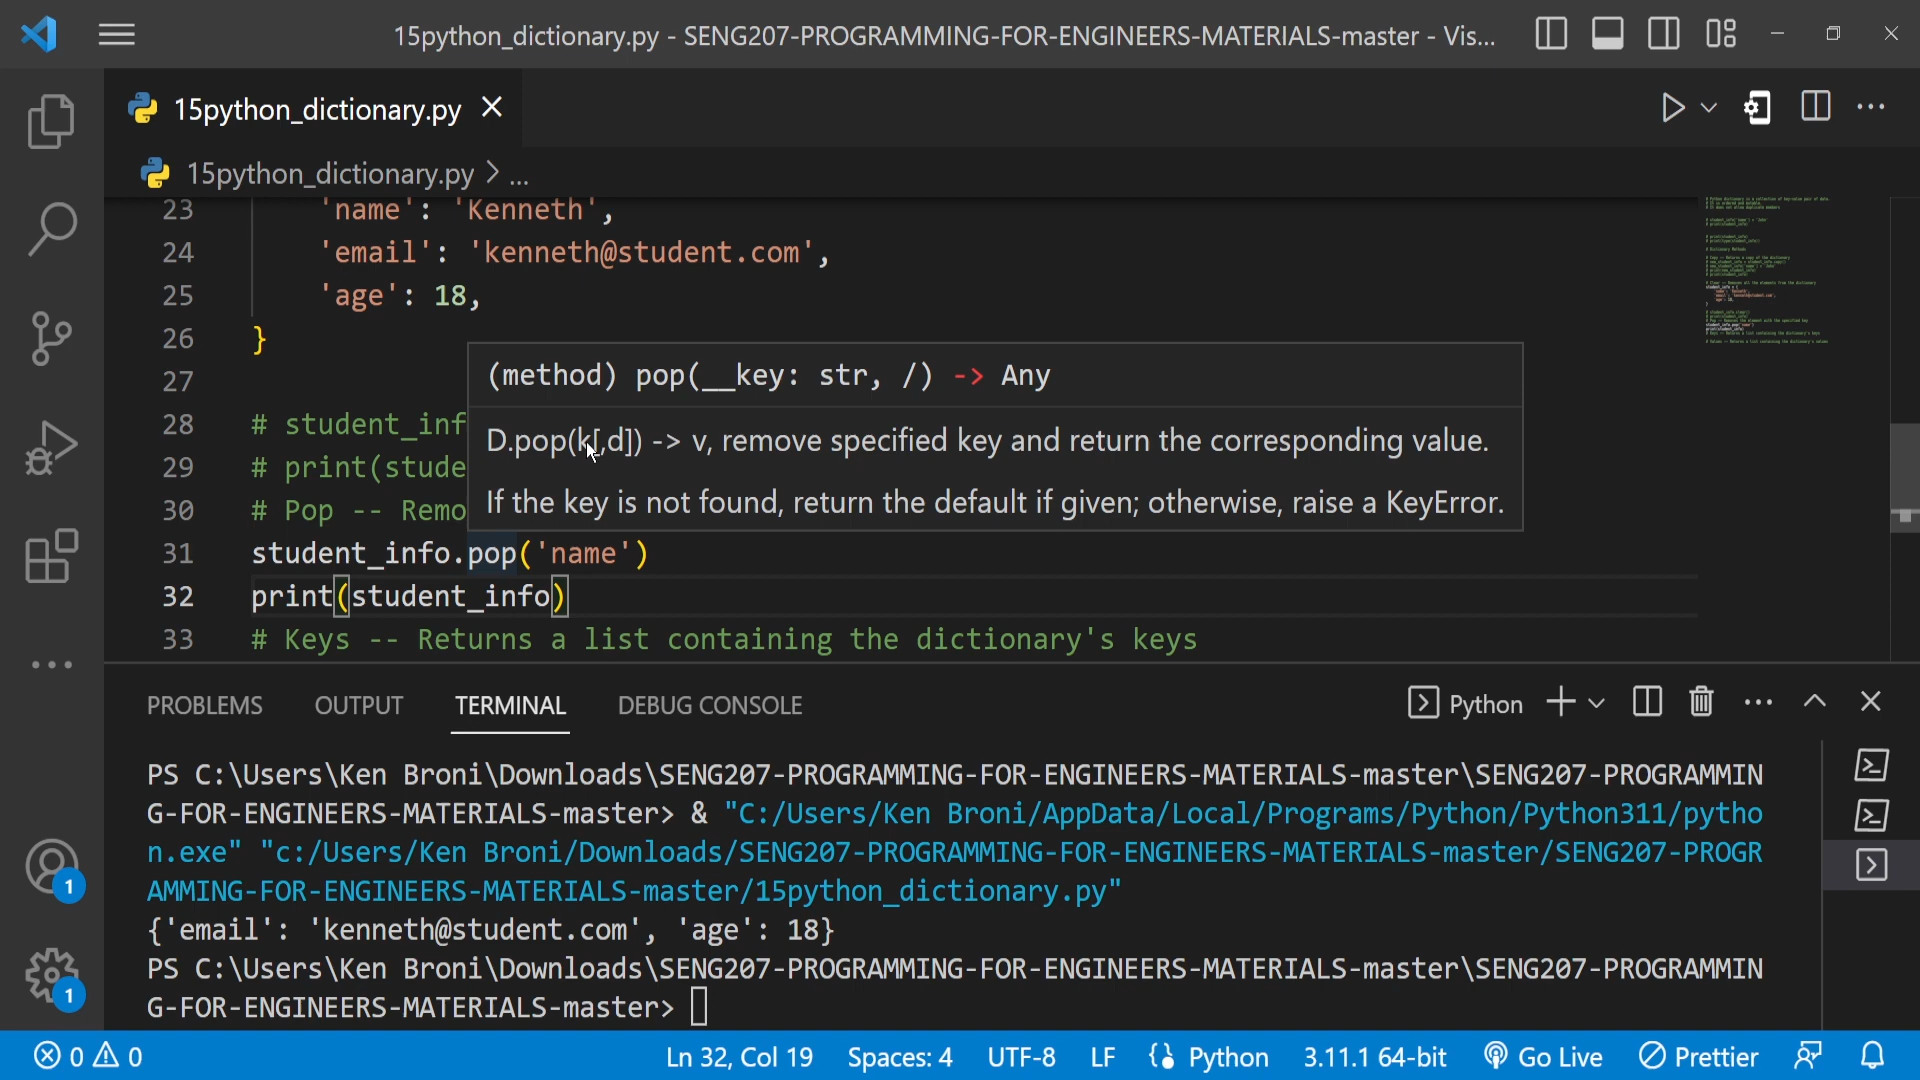 15python_dictionary.py - SENG207-PROGRAMMING-FOR-ENGINEERS-MATERIALS-master - Vis...
15python_dictionary.py
15python_dictionary.py > ...
23 'name': 'Kenneth',
24 'email': 'kenneth@student.com',
25 'age': 18,
26 }
27
(method) pop(__key: str, /) -> Any
D.pop(k[,d]) -> v, remove specified key and return the corresponding value.
If the key is not found, return the default if given; otherwise, raise a KeyError.
28 # student_inf
29 # print(stude
30 # Pop -- Remo
31 student_info.pop('name')
32 print(student_info)
33 # Keys -- Returns a list containing the dictionary's keys
PROBLEMS OUTPUT TERMINAL DEBUG CONSOLE Python
PS C:\Users\Ken Broni\Downloads\SENG207-PROGRAMMING-FOR-ENGINEERS-MATERIALS-master\SENG207-PROGRAMMIN
G-FOR-ENGINEERS-MATERIALS-master> & "C:/Users/Ken Broni/AppData/Local/Programs/Python/Python311/pytho
n.exe" "c:/Users/Ken Broni/Downloads/SENG207-PROGRAMMING-FOR-ENGINEERS-MATERIALS-master/SENG207-PROGR
AMMING-FOR-ENGINEERS-MATERIALS-master/15python_dictionary.py"
{'email': 'kenneth@student.com', 'age': 18}
PS C:\Users\Ken Broni\Downloads\SENG207-PROGRAMMING-FOR-ENGINEERS-MATERIALS-master\SENG207-PROGRAMMIN
G-FOR-ENGINEERS-MATERIALS-master>
1
1
0 0 Ln 32, Col 19 Spaces: 4 UTF-8 LF Python 3.11.1 64-bit Go Live Prettier